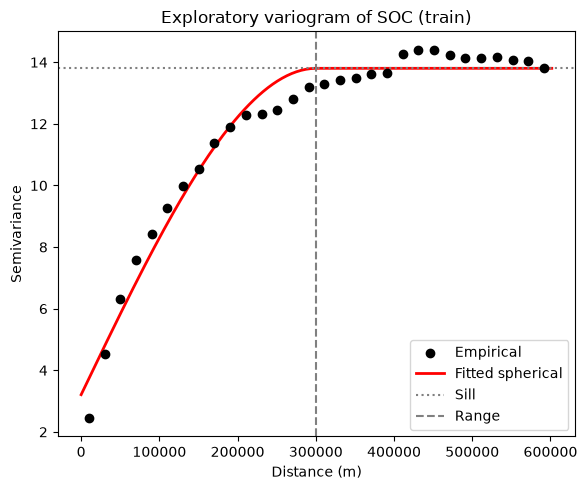 Exploratory variogram of SOC (train)
Semivariance
14
12
10
8
6
4
2
Empirical
Fitted spherical
Sill
Range
0 100000 200000 300000 400000 500000 600000
Distance (m)